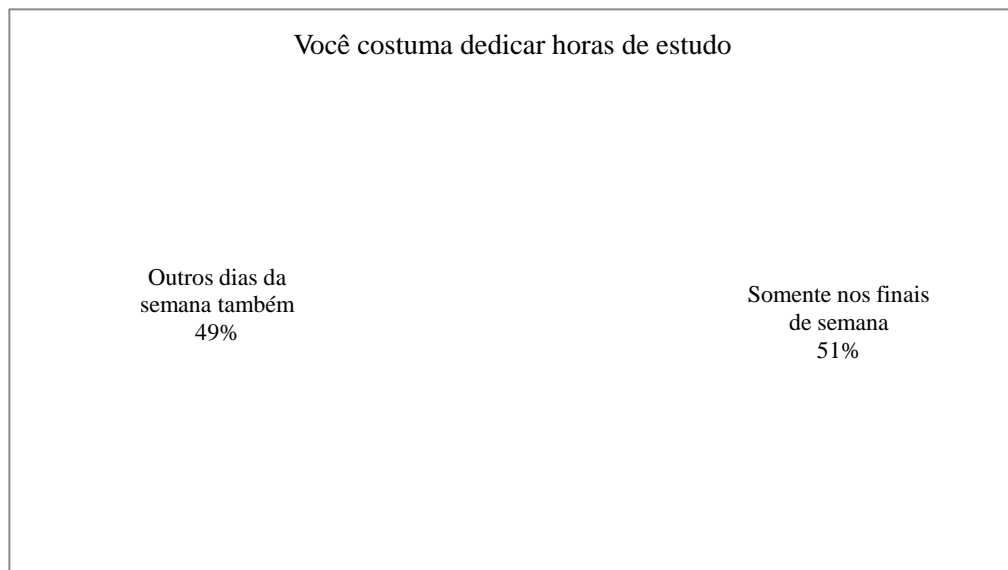 Você costuma dedicar horas de estudo
Outros dias da
semana também
49%
Somente nos finais
de semana
51%